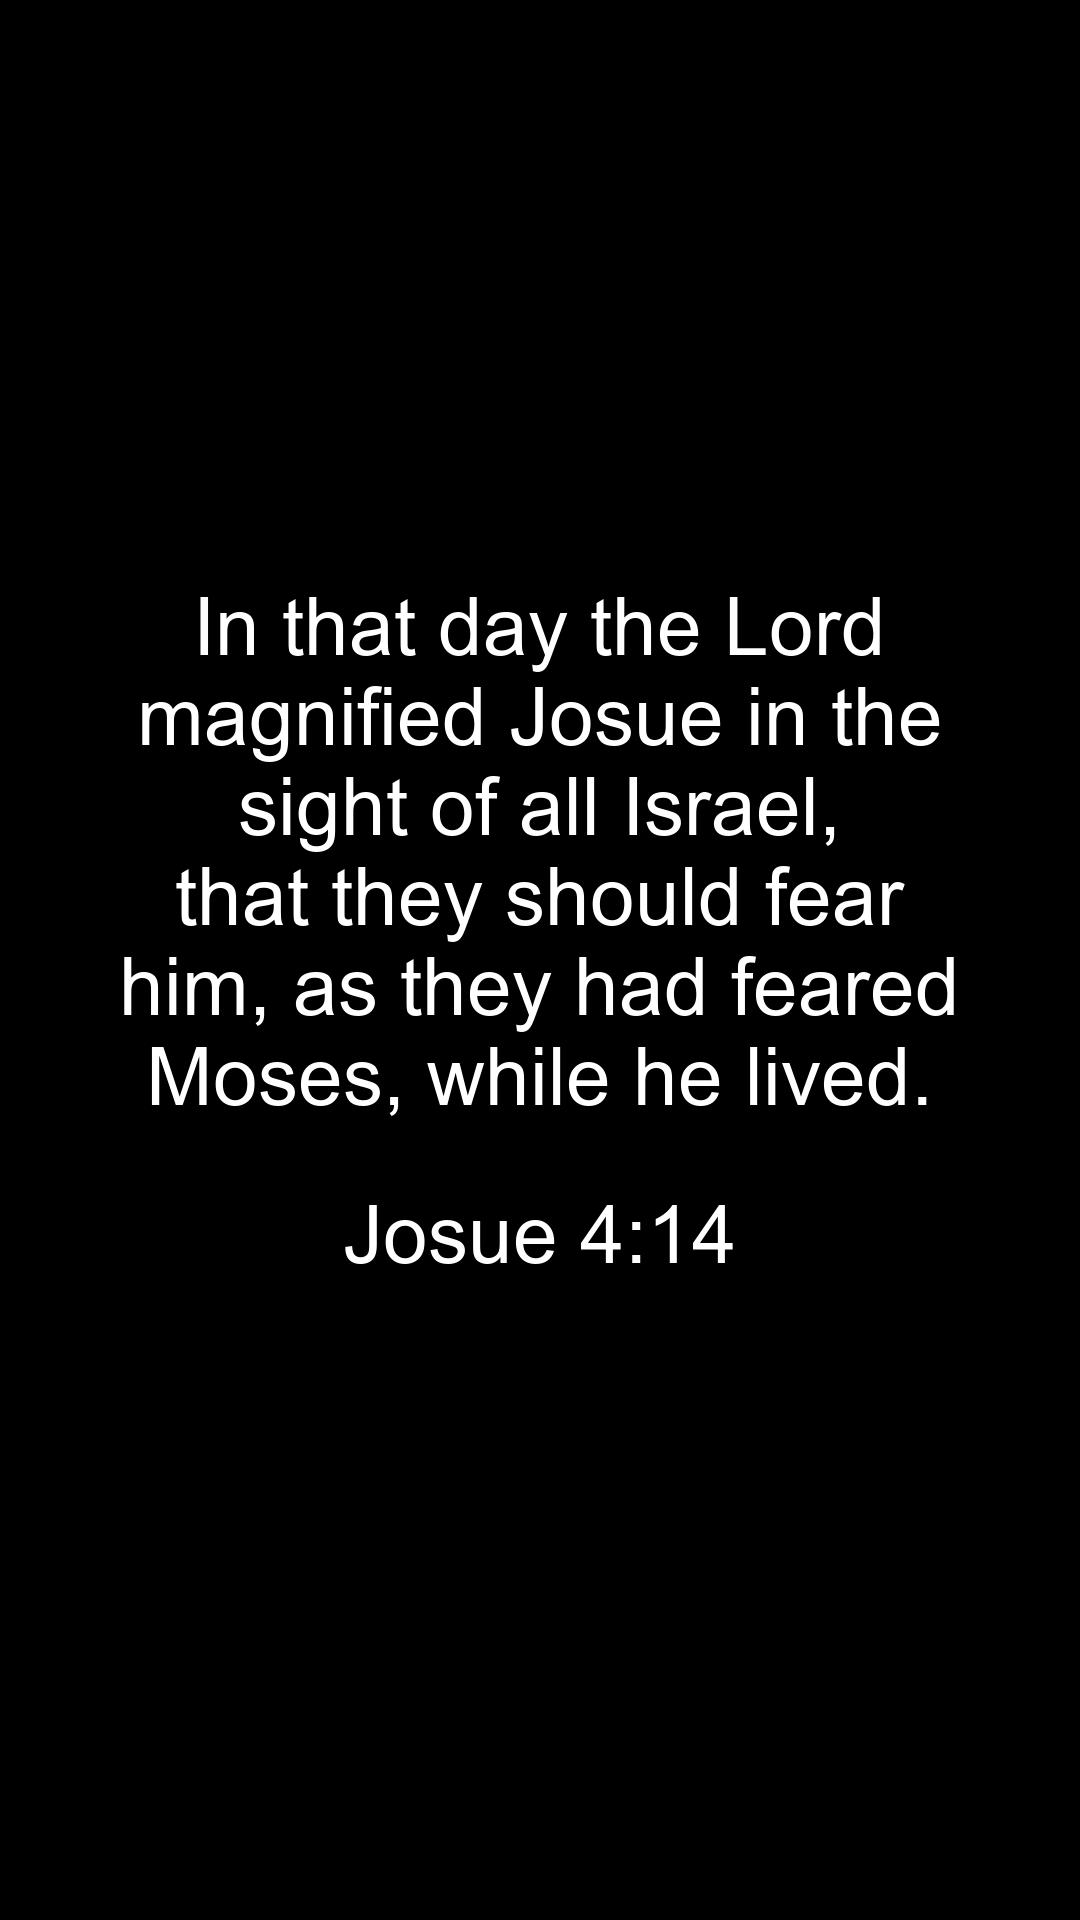 In that day the Lord
magnified Josue in the
sight of all Israel,
that they should fear
him, as they had feared
Moses, while he lived.
Josue 4:14